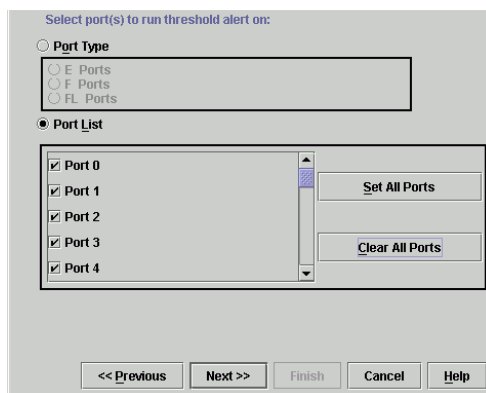 Select port(s) to run threshold alert on:
Port Type
E Ports
F Ports
FL Ports
Port List
Port 0
Port 1
Port 2
Port 3
Port 4
Set All Ports
Clear All Ports
<< Previous Next >> Finish Cancel Help